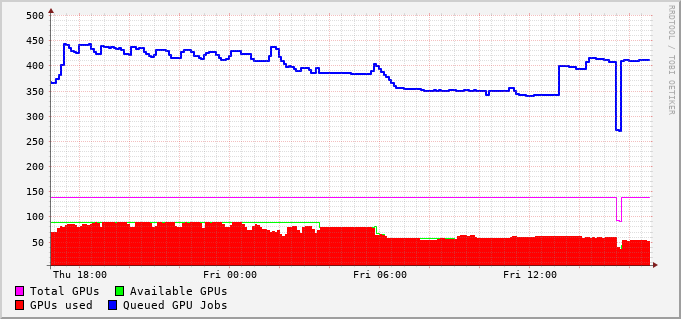 500
450
400
350
300
250
200
150
100
50
Thu 18:00 Fri 00:00 Fri 06:00 Fri 12:00
Total GPUs Available GPUs
GPUs used Queued GPU Jobs
RRDTOOL / TOBI OETIKER